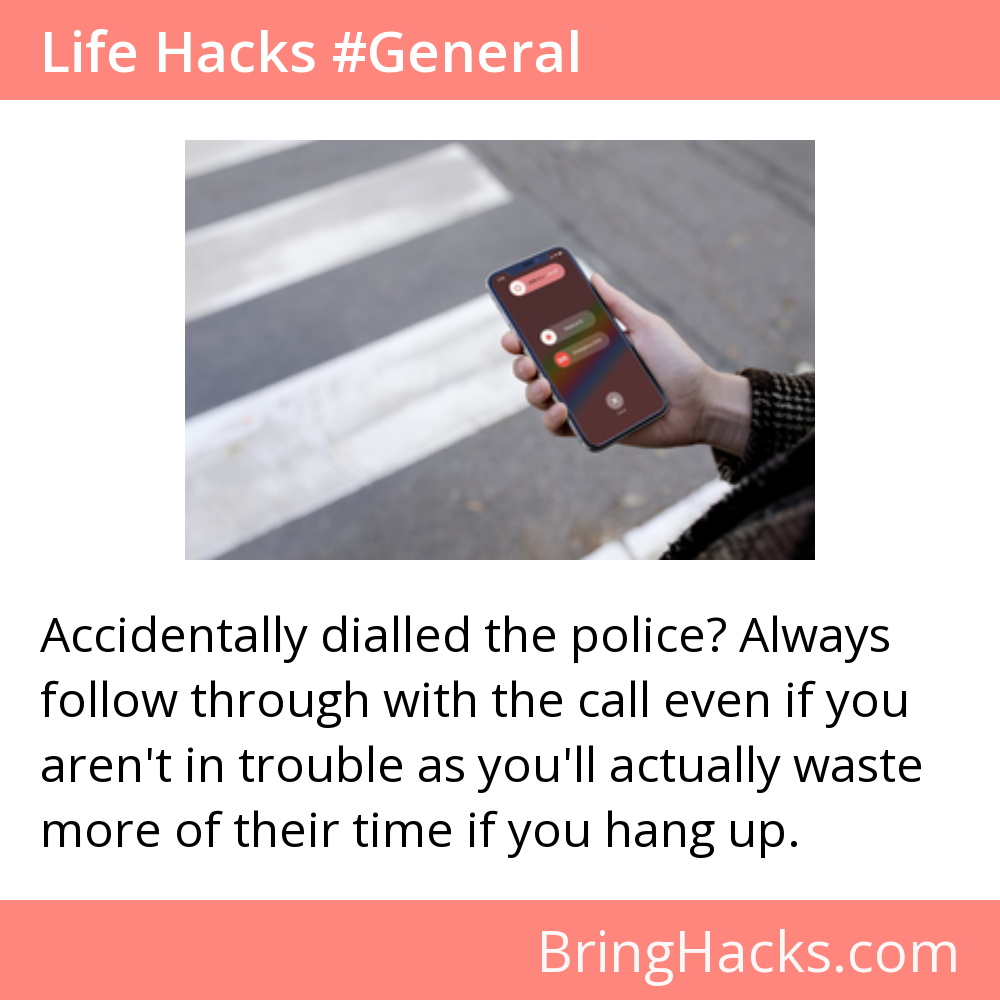 Life Hacks #General
Accidentally dialled the police? Always
follow through with the call even if you
aren't in trouble as you'll actually waste
more of their time if you hang up.
BringHacks.com